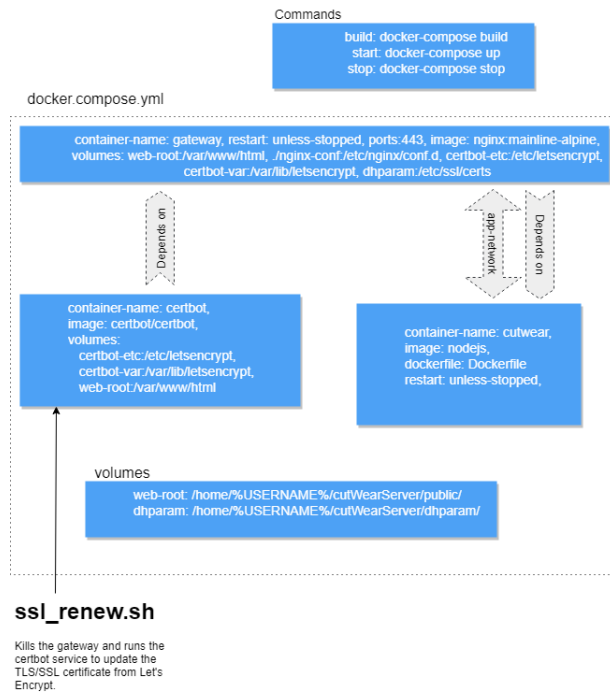 Commands
build: docker-compose build
start: docker-compose up
stop: docker-compose stop
docker.compose.yml
container-name: gateway, restart: unless-stopped, ports:443, image: nginx:mainline-alpine,
volumes: web-root:/var/www/html, ./nginx-conf:/etc/nginx/conf.d, certbot-etc:/etc/letsencrypt,
certbot-var:/var/lib/letsencrypt, dhparam:/etc/ssl/certs
Depends on
app-network
Depends on
container-name: certbot,
image: certbot/certbot,
volumes:
certbot-etc:/etc/letsencrypt,
certbot-var:/var/lib/letsencrypt,
web-root:/var/www/html
container-name: cutwear,
image: nodejs,
dockerfile: Dockerfile
restart: unless-stopped,
volumes
web-root: /home/%USERNAME%/cutWearServer/public/
dhparam: /home/%USERNAME%/cutWearServer/dhparam/
ssl_renew.sh
Kills the gateway and runs the
certbot service to update the
TLS/SSL certificate from Let's
Encrypt.